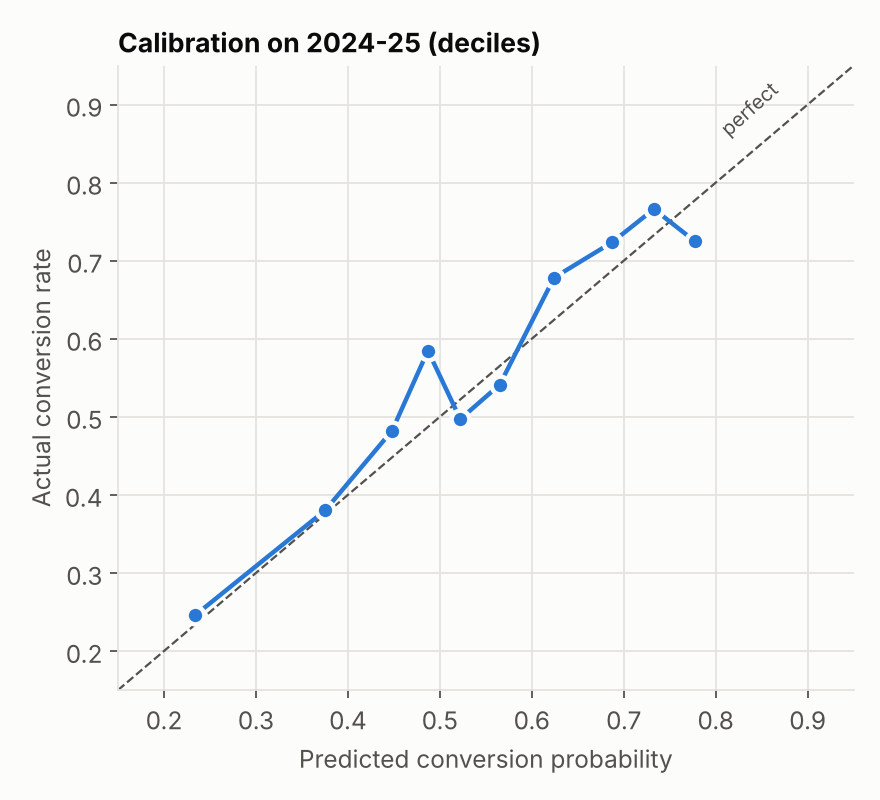 Calibration on 2024-25 (deciles)
perfect
0.9
0.8
0.7
0.6
0.5
0.4
0.3
0.2
Actual conversion rate
0.2 0.3 0.4 0.5 0.6 0.7 0.8 0.9
Predicted conversion probability